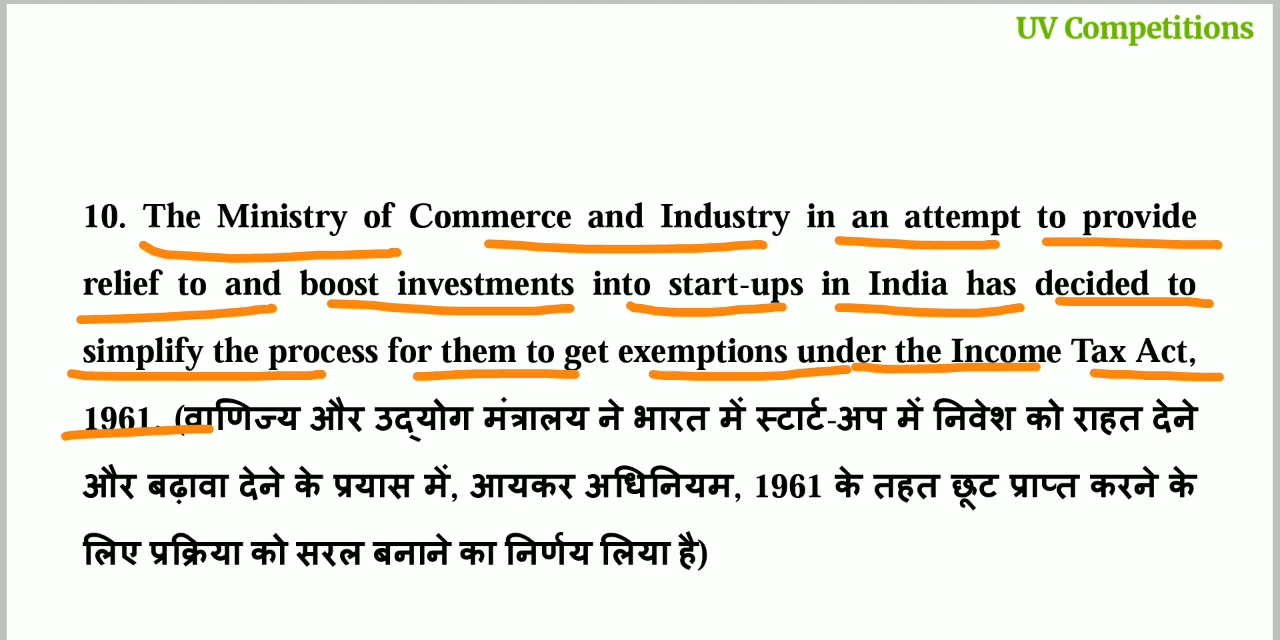 UV Competitions
10. The Ministry of Commerce and Industry in an attempt to provide
relief to and boost investments into start-ups in India has decided to
simplify the process for them to get exemptions under the Income Tax Act,
1961. (वाणिज्य और उद्योग मंत्रालय ने भारत में स्टार्ट-अप में निवेश को राहत देने
और बढ़ावा देने के प्रयास में, आयकर अधिनियम, 1961 के तहत छूट प्राप्त करने के
लिए प्रक्रिया को सरल बनाने का निर्णय लिया है)